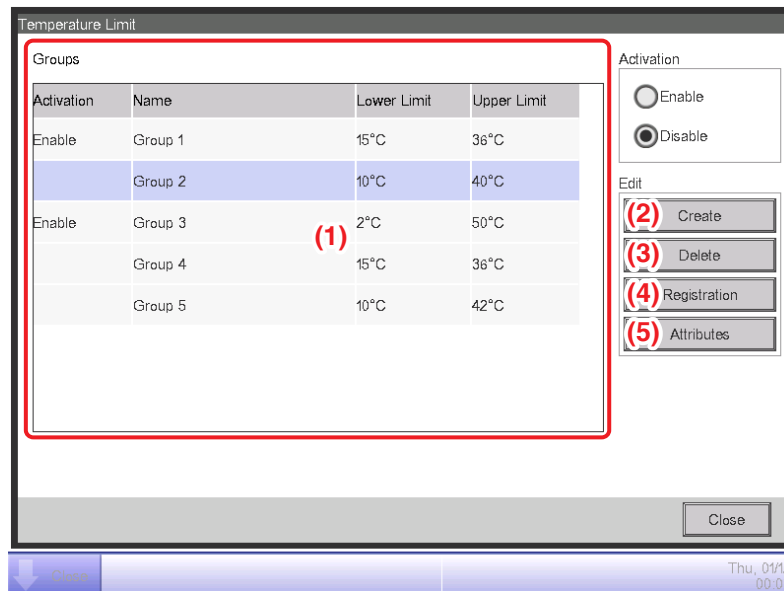 Temperature Limit
Groups
Activation Name Lower Limit Upper Limit
Enable Group 1 15°C 36°C
Group 2 10°C 40°C
Enable Group 3 2°C 50°C
(1)
Group 4 15°C 36°C
Group 5 10°C 42°C
Activation
Enable
Disable
Edit
(2) Create
(3) Delete
(4) Registration
(5) Attributes
Close
Thu, 01/1
00:0